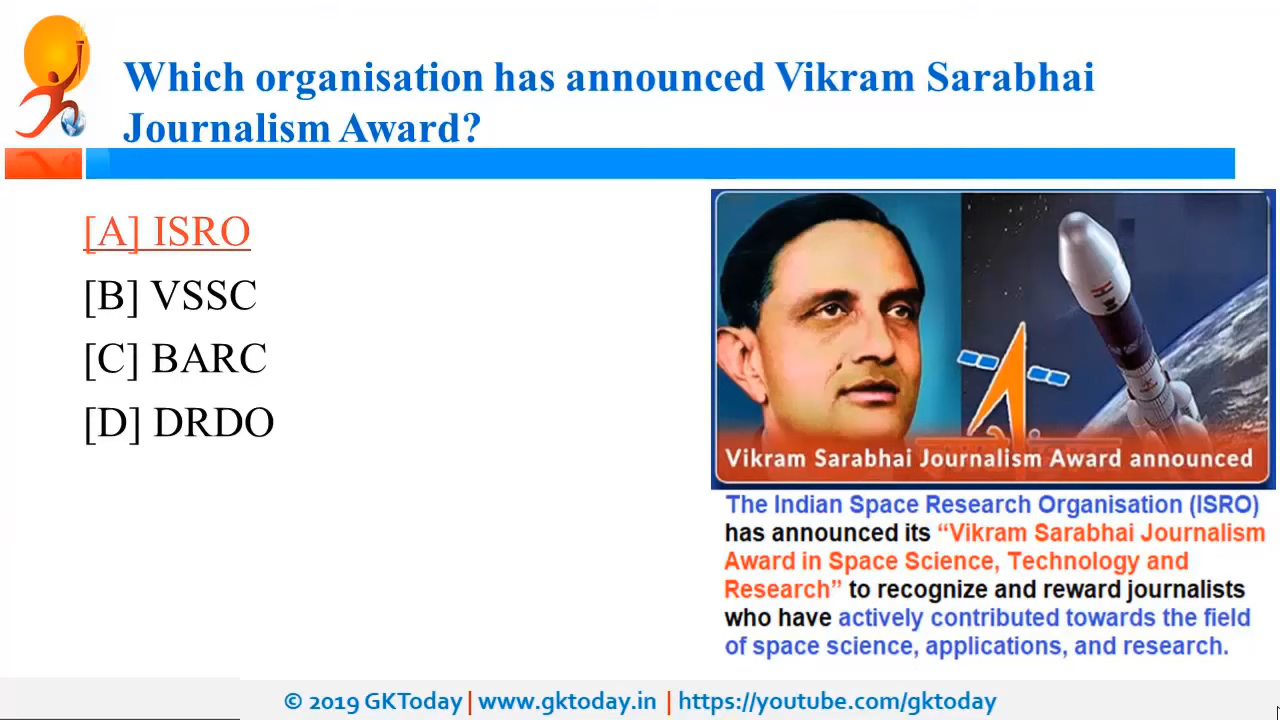 Which organisation has announced Vikram Sarabhai
Journalism Award?
[A] ISRO
[B] VSSC
[C] BARC
[D] DRDO
Vikram Sarabhai Journalism Award announced
The Indian Space Research Organisation (ISRO)
has announced its “Vikram Sarabhai Journalism
Award in Space Science, Technology and
Research” to recognize and reward journalists
who have actively contributed towards the field
of space science, applications, and research.
© 2019 GKToday | www.gktoday.in | https://youtube.com/gktoday